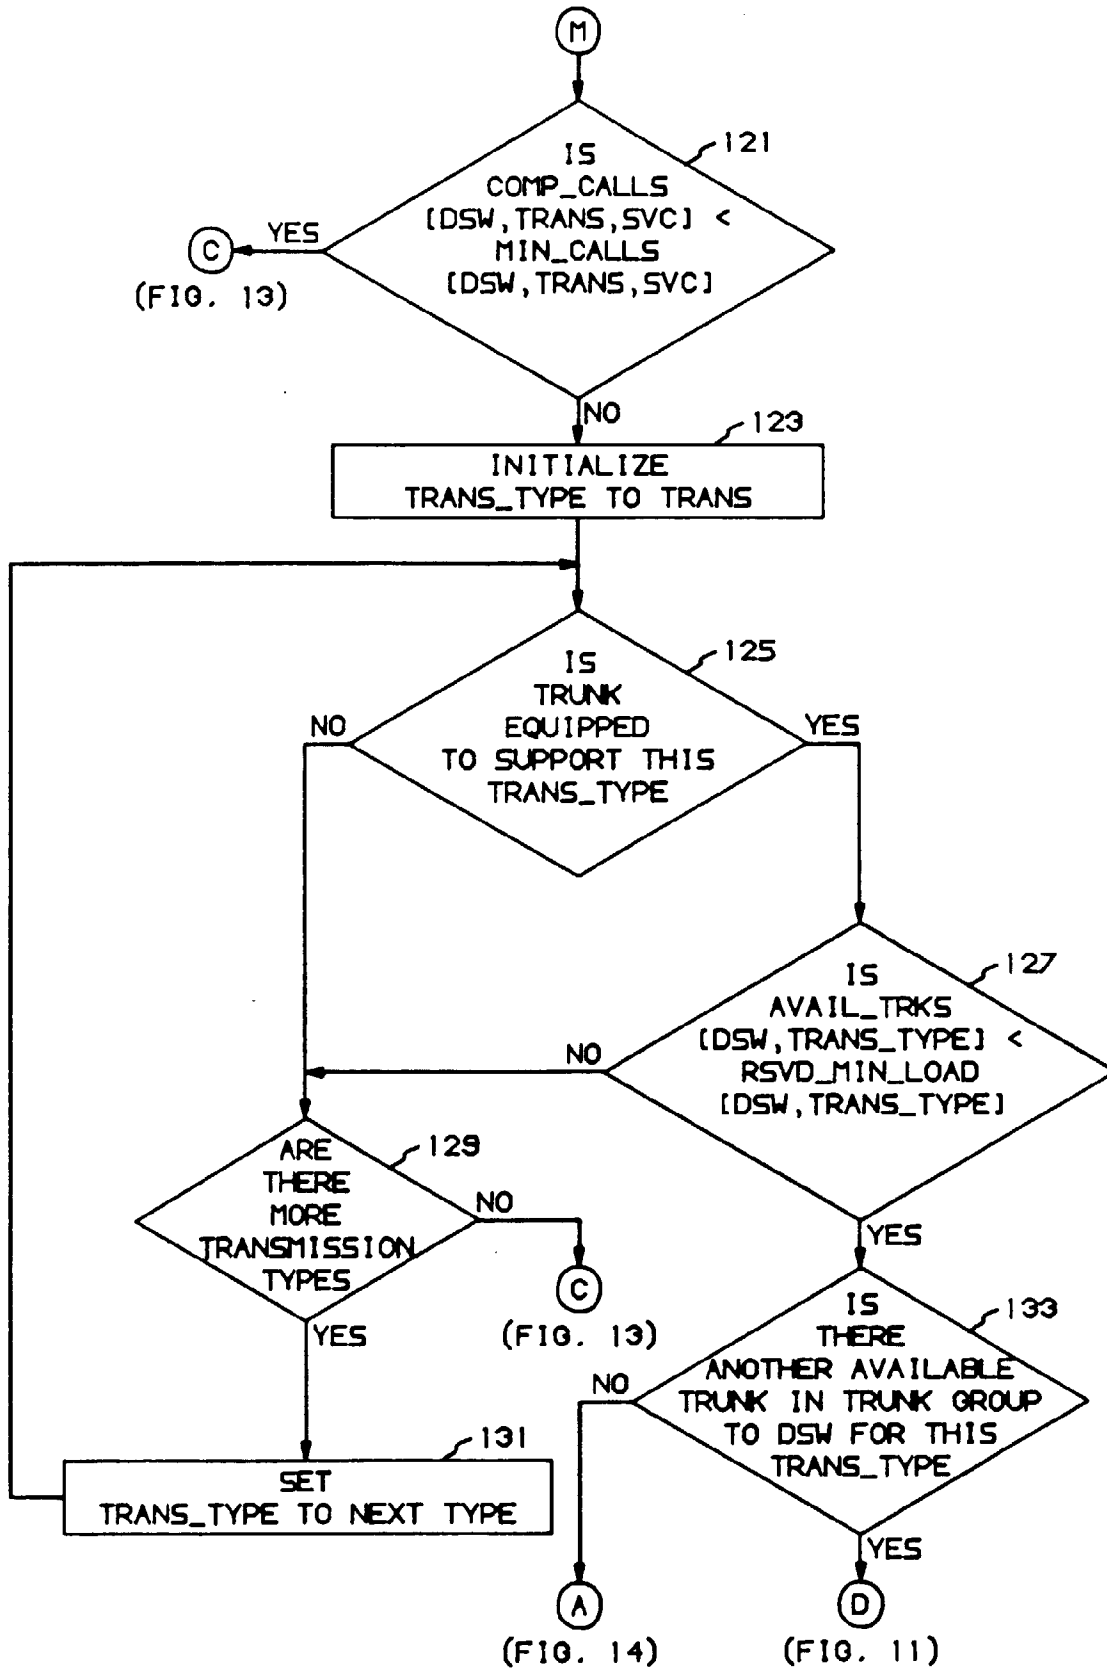 M
121
IS
COMP_CALLS
[DSW,TRANS,SVC] <
MIN_CALLS
[DSW,TRANS,SVC]
YES
C
(FIG. 13)
NO
123
INITIALIZE
TRANS_TYPE TO TRANS
125
IS
TRUNK
EQUIPPED
TO SUPPORT THIS
TRANS_TYPE
NO
YES
127
IS
AVAIL_TRKS
[DSW,TRANS_TYPE] <
RSVD_MIN_LOAD
[DSW,TRANS_TYPE]
NO
YES
129
ARE
THERE
MORE
TRANSMISSION
TYPES
NO
C
(FIG. 13)
YES
131
SET
TRANS_TYPE TO NEXT TYPE
133
IS
THERE
ANOTHER AVAILABLE
TRUNK IN TRUNK GROUP
TO DSW FOR THIS
TRANS_TYPE
NO
YES
A
(FIG. 14)
D
(FIG. 11)